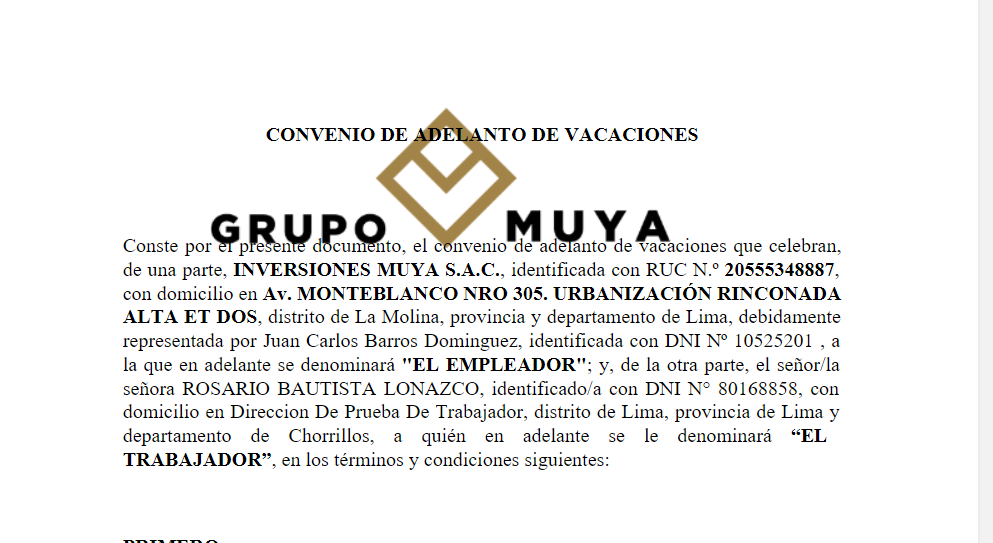 CONVENIO DE ADELANTO DE VACACIONES
GRUPO MUYA
Conste por el presente documento, el convenio de adelanto de vacaciones que celebran,
de una parte, INVERSIONES MUYA S.A.C., identificada con RUC N.º 20555348887,
con domicilio en Av. MONTEBLANCO NRO 305. URBANIZACIÓN RINCONADA
ALTA ET DOS, distrito de La Molina, provincia y departamento de Lima, debidamente
representada por Juan Carlos Barros Dominguez, identificada con DNI Nº 10525201 , a
la que en adelante se denominará "EL EMPLEADOR"; y, de la otra parte, el señor/la
señora ROSARIO BAUTISTA LONAZCO, identificado/a con DNI N° 80168858, con
domicilio en Direccion De Prueba De Trabajador, distrito de Lima, provincia de Lima y
departamento de Chorrillos, a quién en adelante se le denominará “EL
TRABAJADOR”, en los términos y condiciones siguientes:
PRIMERO